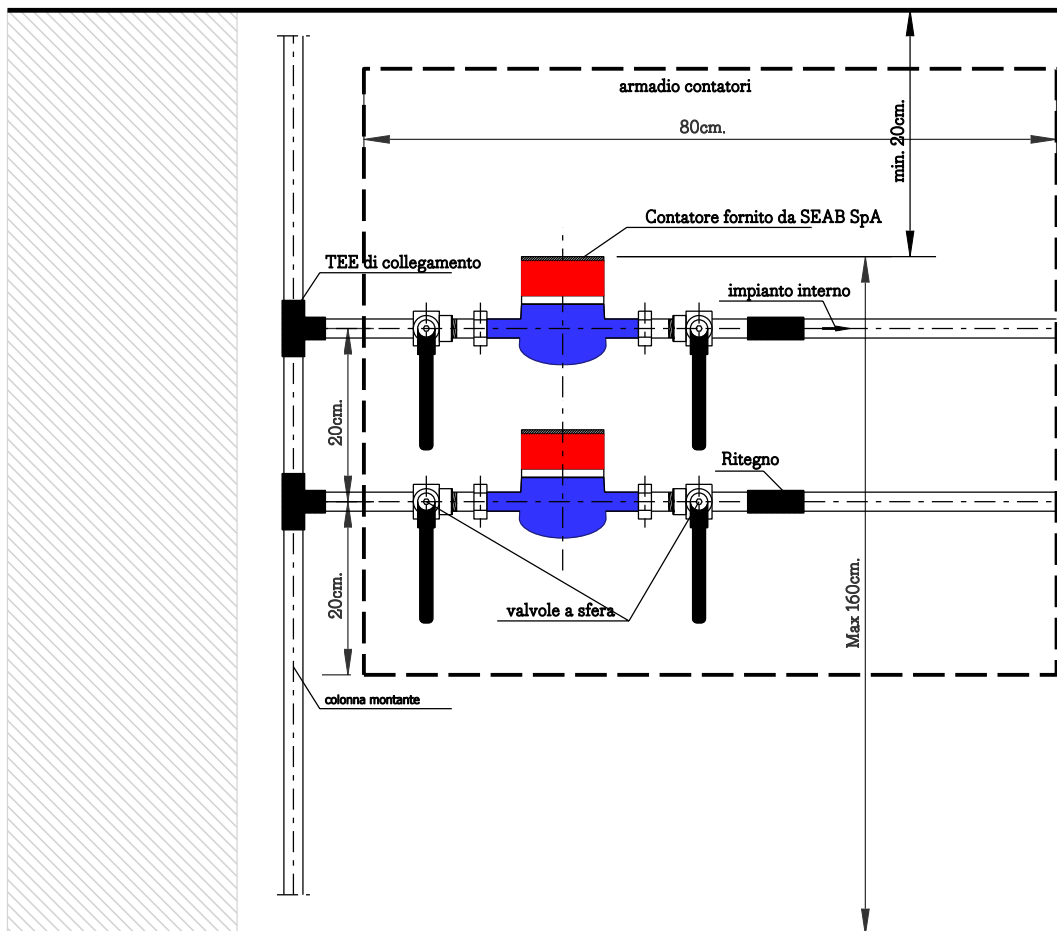 armadio contatori
80cm.
min. 20cm.
Contatore fornito da SEAB SpA
TEE di collegamento
impianto interno
20cm.
Ritegno
20cm.
valvole a sfera
Max 160cm.
colonna montante